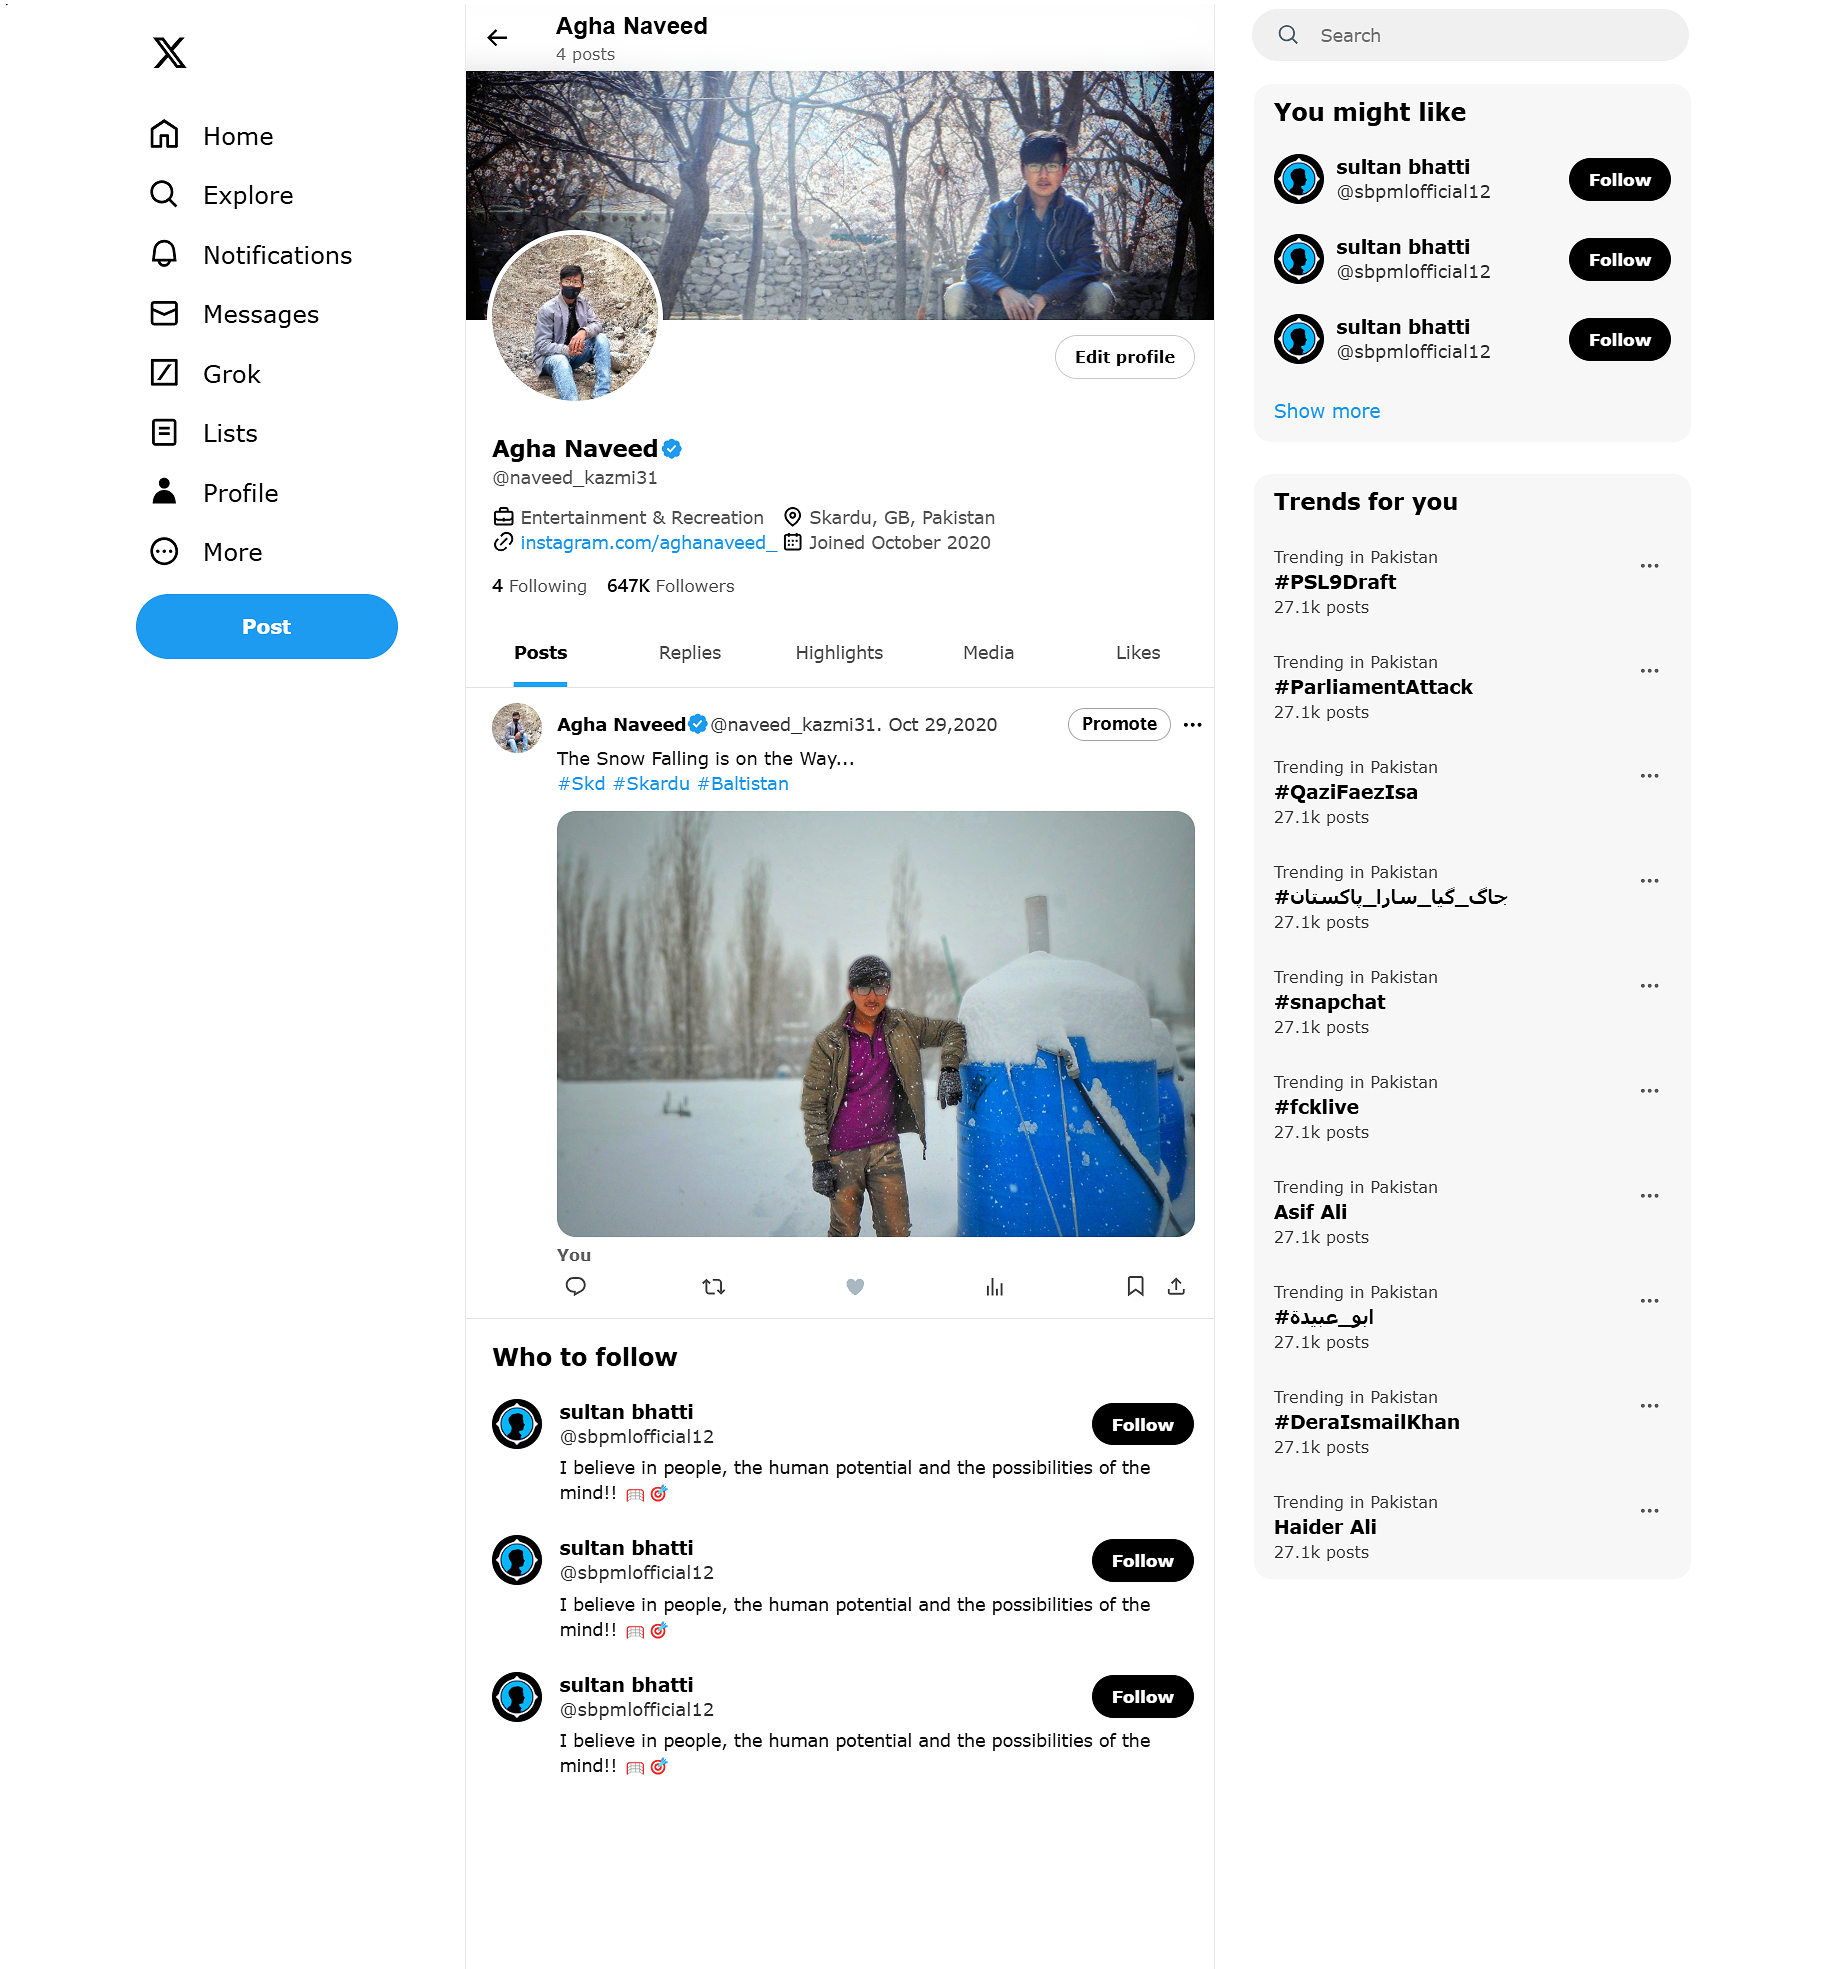 Home
Explore
Notifications
Messages
Grok
Lists
Profile
More
Post
Agha Naveed
4 posts
Edit profile
Agha Naveed
@naveed_kazmi31
Entertainment & Recreation Skardu, GB, Pakistan
instagram.com/aghanaveed_ Joined October 2020
4 Following 647K Followers
Posts Replies Highlights Media Likes
Agha Naveed @naveed_kazmi31. Oct 29,2020 Promote
The Snow Falling is on the Way...
#Skd #Skardu #Baltistan
You
Who to follow
sultan bhatti
@sbpmlofficial12
Follow
I believe in people, the human potential and the possibilities of the
mind!! 🥅🎯
sultan bhatti
@sbpmlofficial12
Follow
I believe in people, the human potential and the possibilities of the
mind!! 🥅🎯
sultan bhatti
@sbpmlofficial12
Follow
I believe in people, the human potential and the possibilities of the
mind!! 🥅🎯
Search
You might like
sultan bhatti
@sbpmlofficial12
Follow
sultan bhatti
@sbpmlofficial12
Follow
sultan bhatti
@sbpmlofficial12
Follow
Show more
Trends for you
Trending in Pakistan
#PSL9Draft
27.1k posts
Trending in Pakistan
#ParliamentAttack
27.1k posts
Trending in Pakistan
#QaziFaezIsa
27.1k posts
Trending in Pakistan
#جاگ_گیا_سارا_پاکستان
27.1k posts
Trending in Pakistan
#snapchat
27.1k posts
Trending in Pakistan
#fcklive
27.1k posts
Trending in Pakistan
Asif Ali
27.1k posts
Trending in Pakistan
#ابو_عبيدة
27.1k posts
Trending in Pakistan
#DeraIsmailKhan
27.1k posts
Trending in Pakistan
Haider Ali
27.1k posts